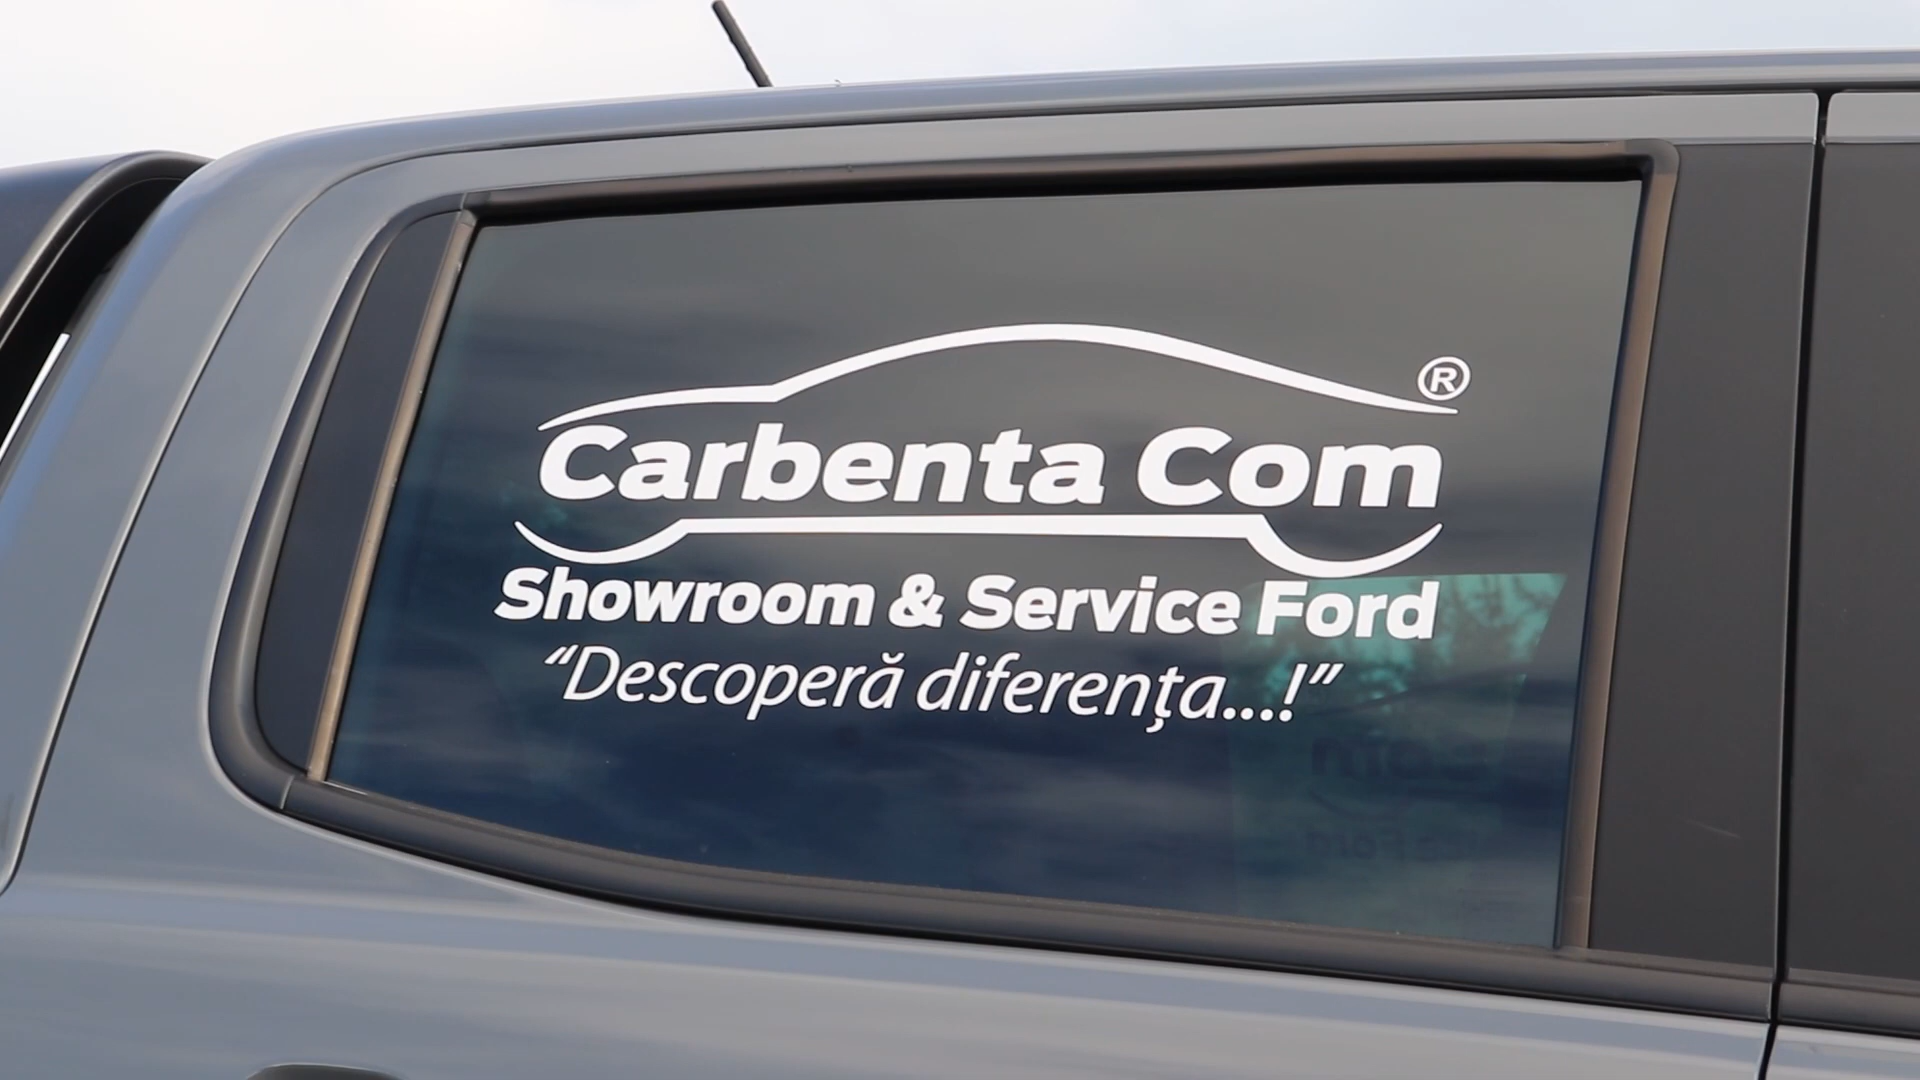 ®
Carbenta Com
Showroom & Service Ford
“Descoperă diferența...!”